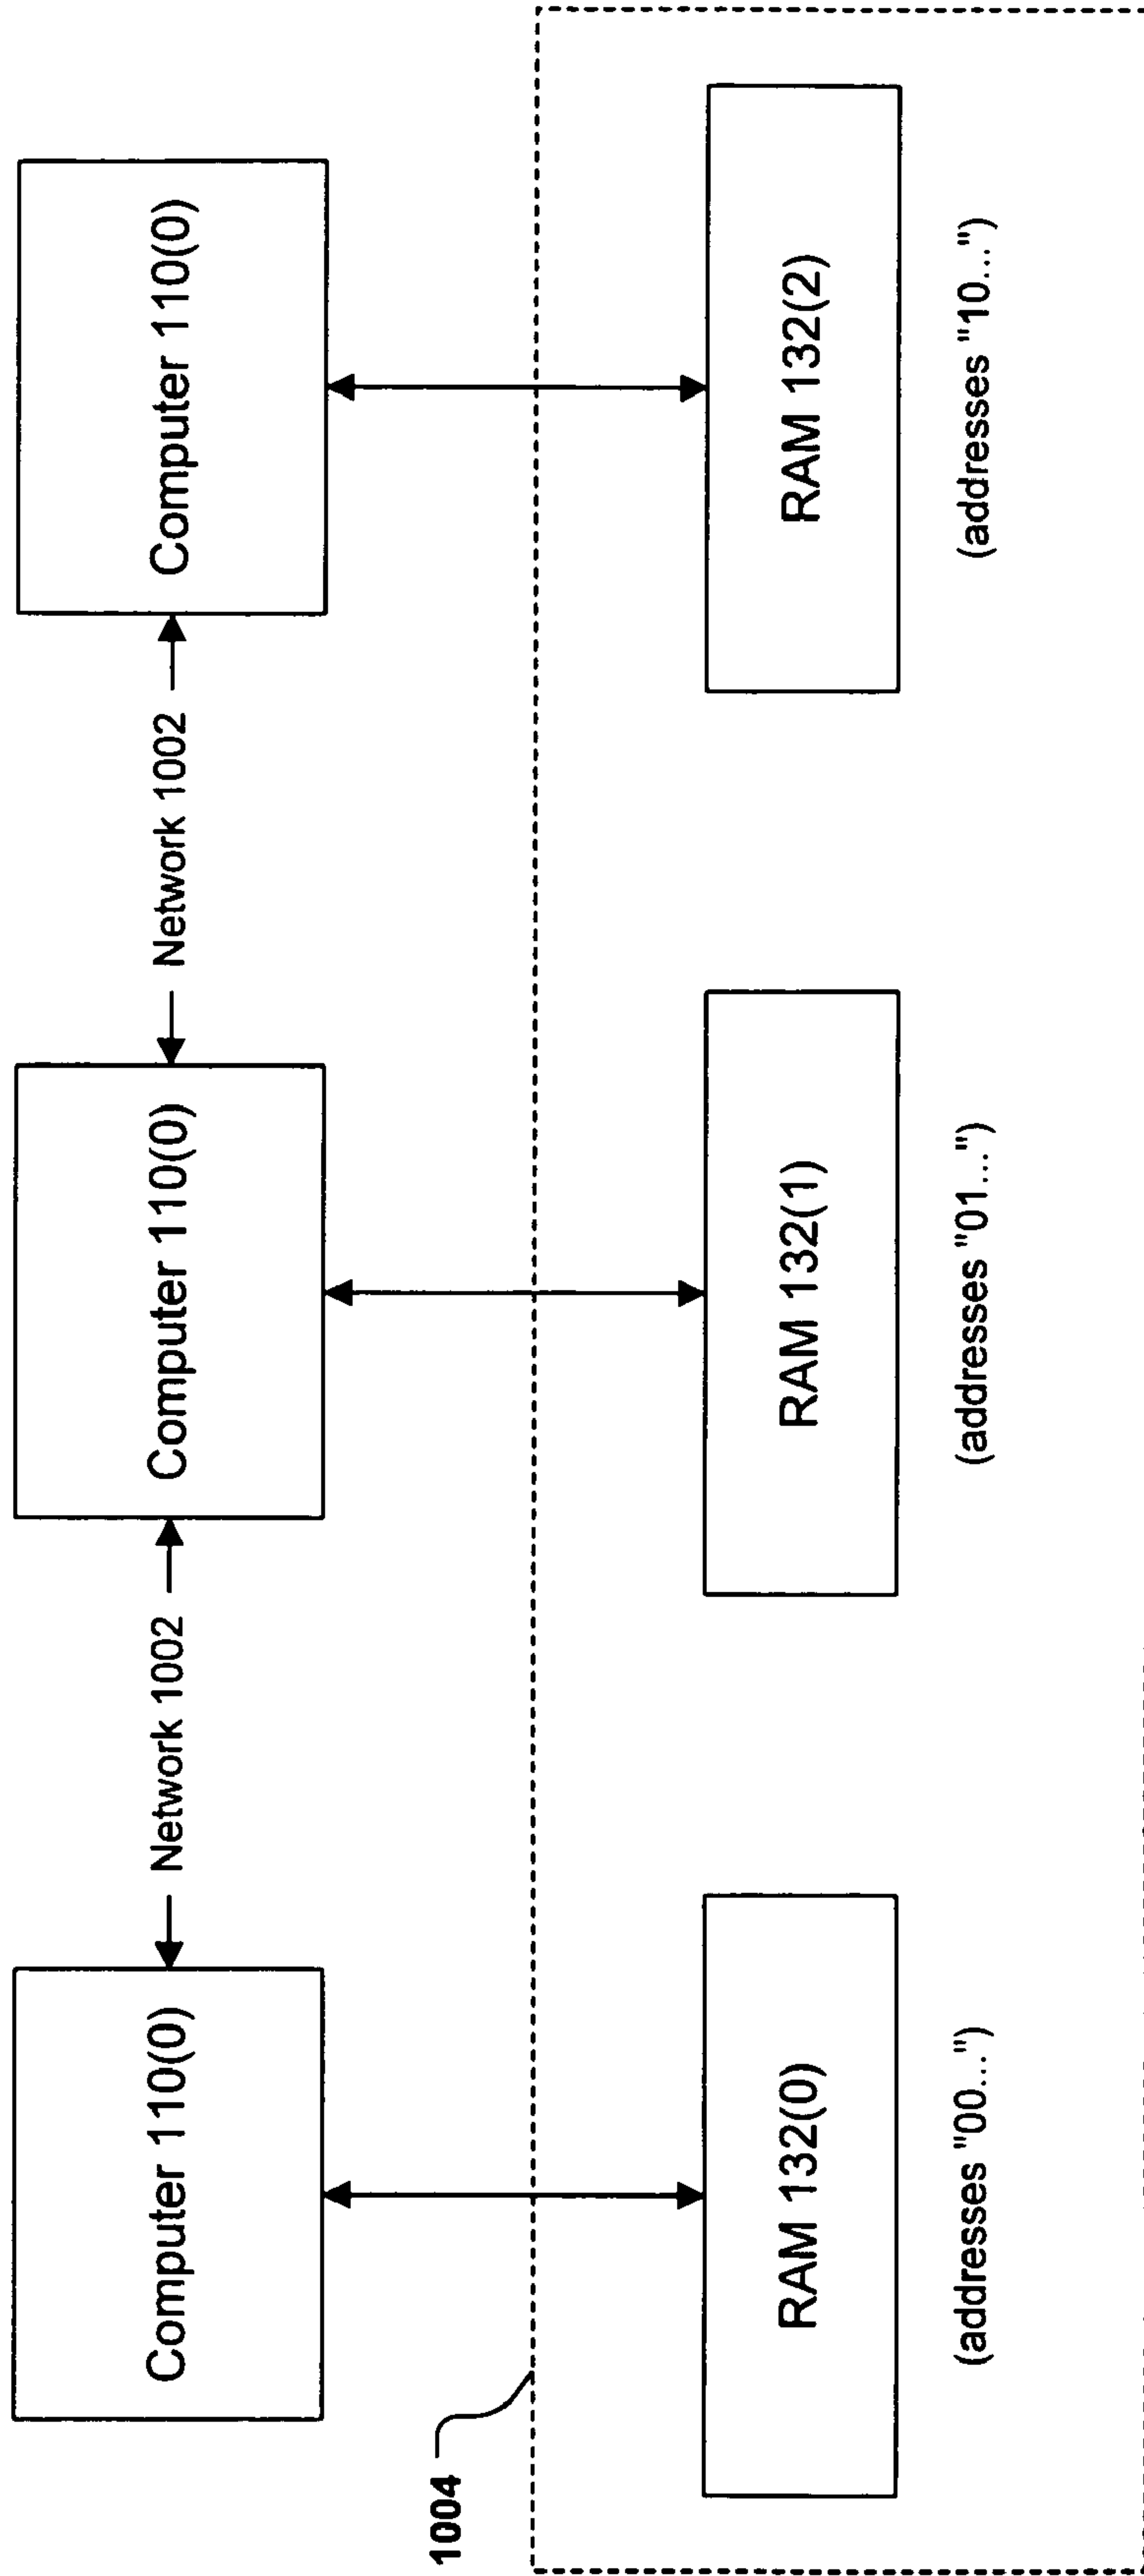 Computer 110(0)
Network 1002
Computer 110(0)
Network 1002
Computer 110(0)
1004
RAM 132(0)
RAM 132(1)
RAM 132(2)
(addresses "00...")
(addresses "01...")
(addresses "10...")